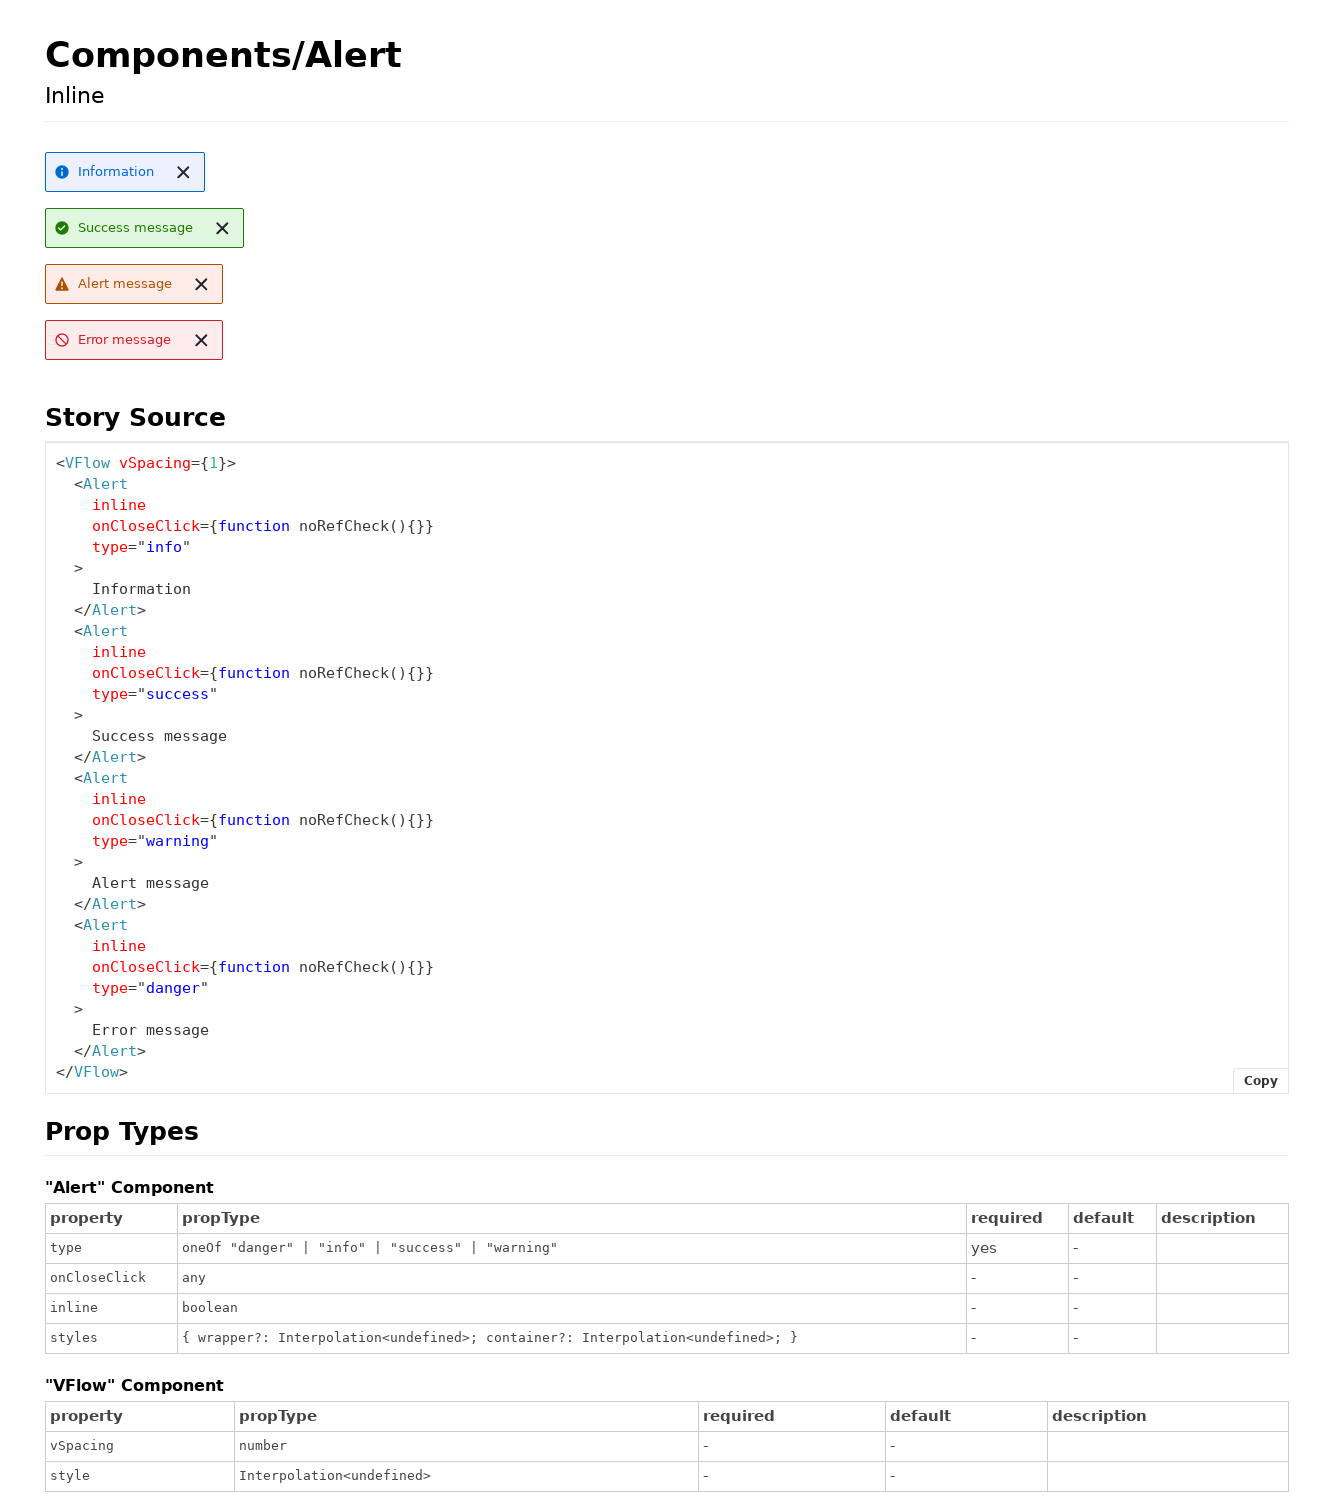 Components/Alert
Inline
Information
Success message
Alert message
Error message
Story Source
<VFlow vSpacing={1}>
  <Alert
    inline
    onCloseClick={function noRefCheck(){}}
    type="info"
  >
    Information
  </Alert>
  <Alert
    inline
    onCloseClick={function noRefCheck(){}}
    type="success"
  >
    Success message
  </Alert>
  <Alert
    inline
    onCloseClick={function noRefCheck(){}}
    type="warning"
  >
    Alert message
  </Alert>
  <Alert
    inline
    onCloseClick={function noRefCheck(){}}
    type="danger"
  >
    Error message
  </Alert>
</VFlow>
Copy
Prop Types
"Alert" Component
property propType required default description
type oneOf "danger" | "info" | "success" | "warning" yes -
onCloseClick any - -
inline boolean - -
styles { wrapper?: Interpolation<undefined>; container?: Interpolation<undefined>; } - -
"VFlow" Component
property propType required default description
vSpacing number - -
style Interpolation<undefined> - -